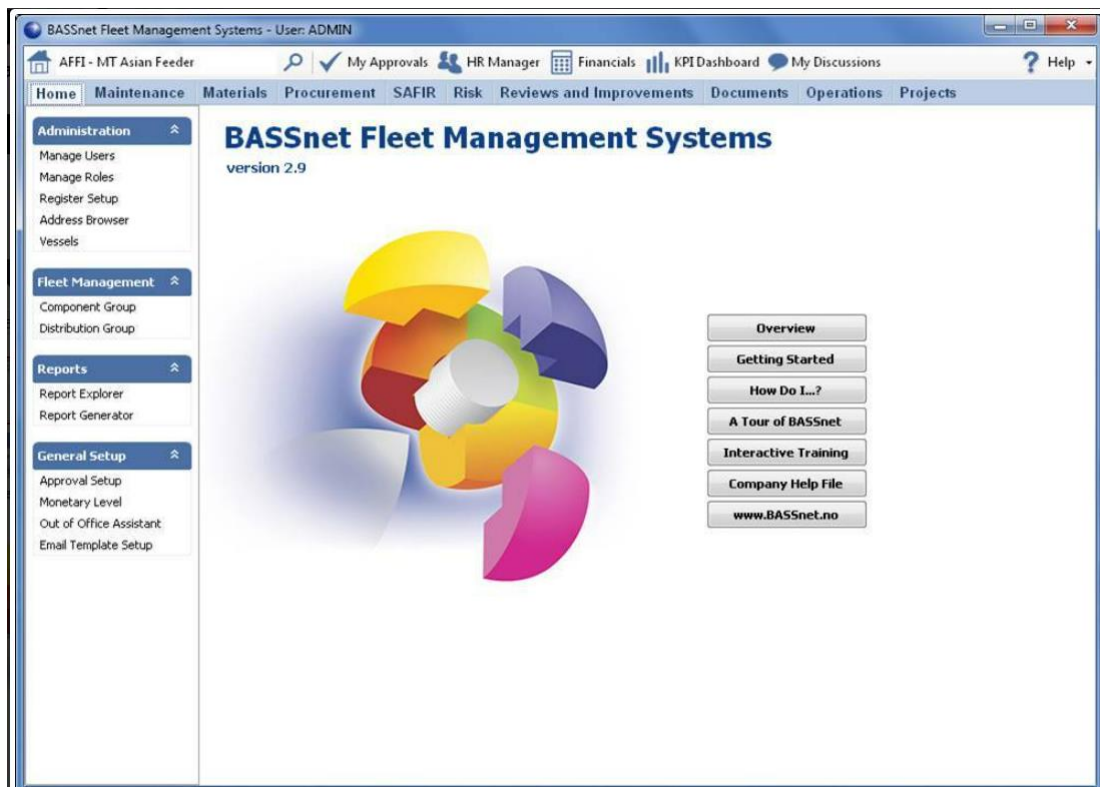 BASSnet Fleet Management Systems - User: ADMIN
AFFI - MT Asian Feeder My Approvals HR Manager Financials KPI Dashboard My Discussions Help
Home Maintenance Materials Procurement SAFIR Risk Reviews and Improvements Documents Operations Projects
Administration
Manage Users
Manage Roles
Register Setup
Address Browser
Vessels
Fleet Management
Component Group
Distribution Group
Reports
Report Explorer
Report Generator
General Setup
Approval Setup
Monetary Level
Out of Office Assistant
Email Template Setup
BASSnet Fleet Management Systems
version 2.9
Overview
Getting Started
How Do I...?
A Tour of BASSnet
Interactive Training
Company Help File
www.BASSnet.no